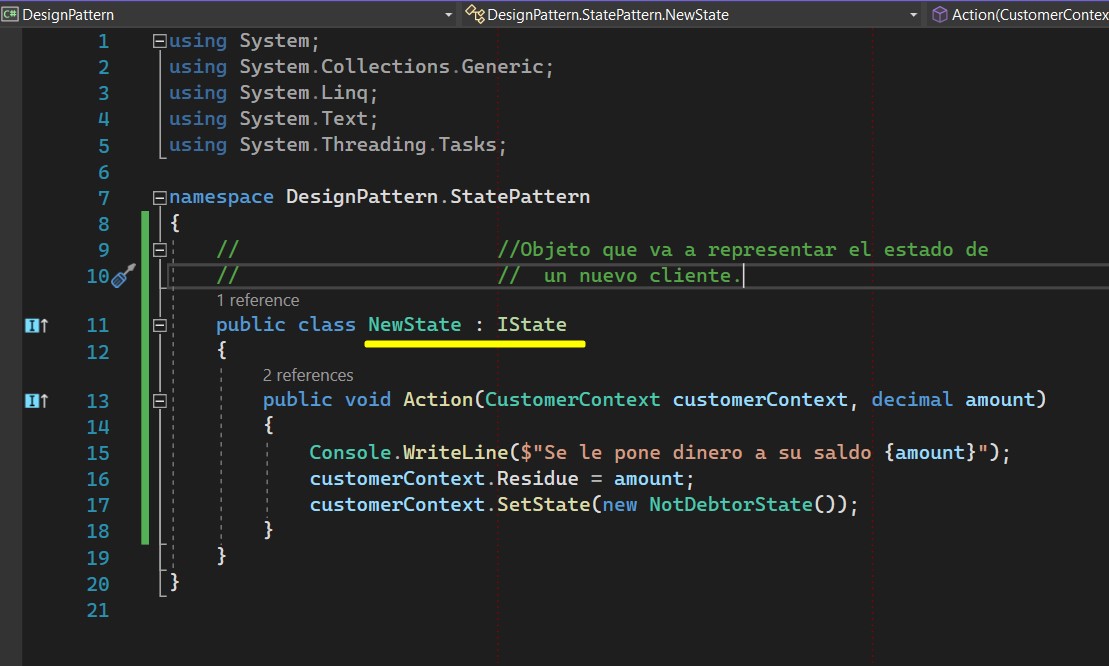 C# DesignPattern DesignPattern.StatePattern.NewState Action(CustomerContex
1 using System;
2 using System.Collections.Generic;
3 using System.Linq;
4 using System.Text;
5 using System.Threading.Tasks;
6
7 namespace DesignPattern.StatePattern
8 {
9 // //Objeto que va a representar el estado de
10 // // un nuevo cliente.
1 reference
11 public class NewState : IState
12 {
2 references
13 public void Action(CustomerContext customerContext, decimal amount)
14 {
15 Console.WriteLine($"Se le pone dinero a su saldo {amount}");
16 customerContext.Residue = amount;
17 customerContext.SetState(new NotDebtorState());
18 }
19 }
20 }
21